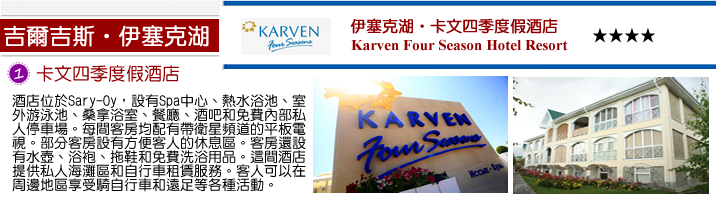 吉爾吉斯・伊塞克湖
KARVEN
Four Seasons
伊塞克湖・卡文四季度假酒店
Karven Four Season Hotel Resort
★★★★
1 卡文四季度假酒店
酒店位於Sary-Oy，設有Spa中心、熱水浴池、室
外游泳池、桑拿浴室、餐廳、酒吧和免費內部私
人停車場。每間客房均配有帶衛星頻道的平板電
視。部分客房設有方便客人的休息區。客房還設
有水壺、浴袍、拖鞋和免費洗浴用品。這間酒店
提供私人海灘區和自行車租賃服務。客人可以在
周邊地區享受騎自行車和遠足等各種活動。
KARVEN
Four Seasons